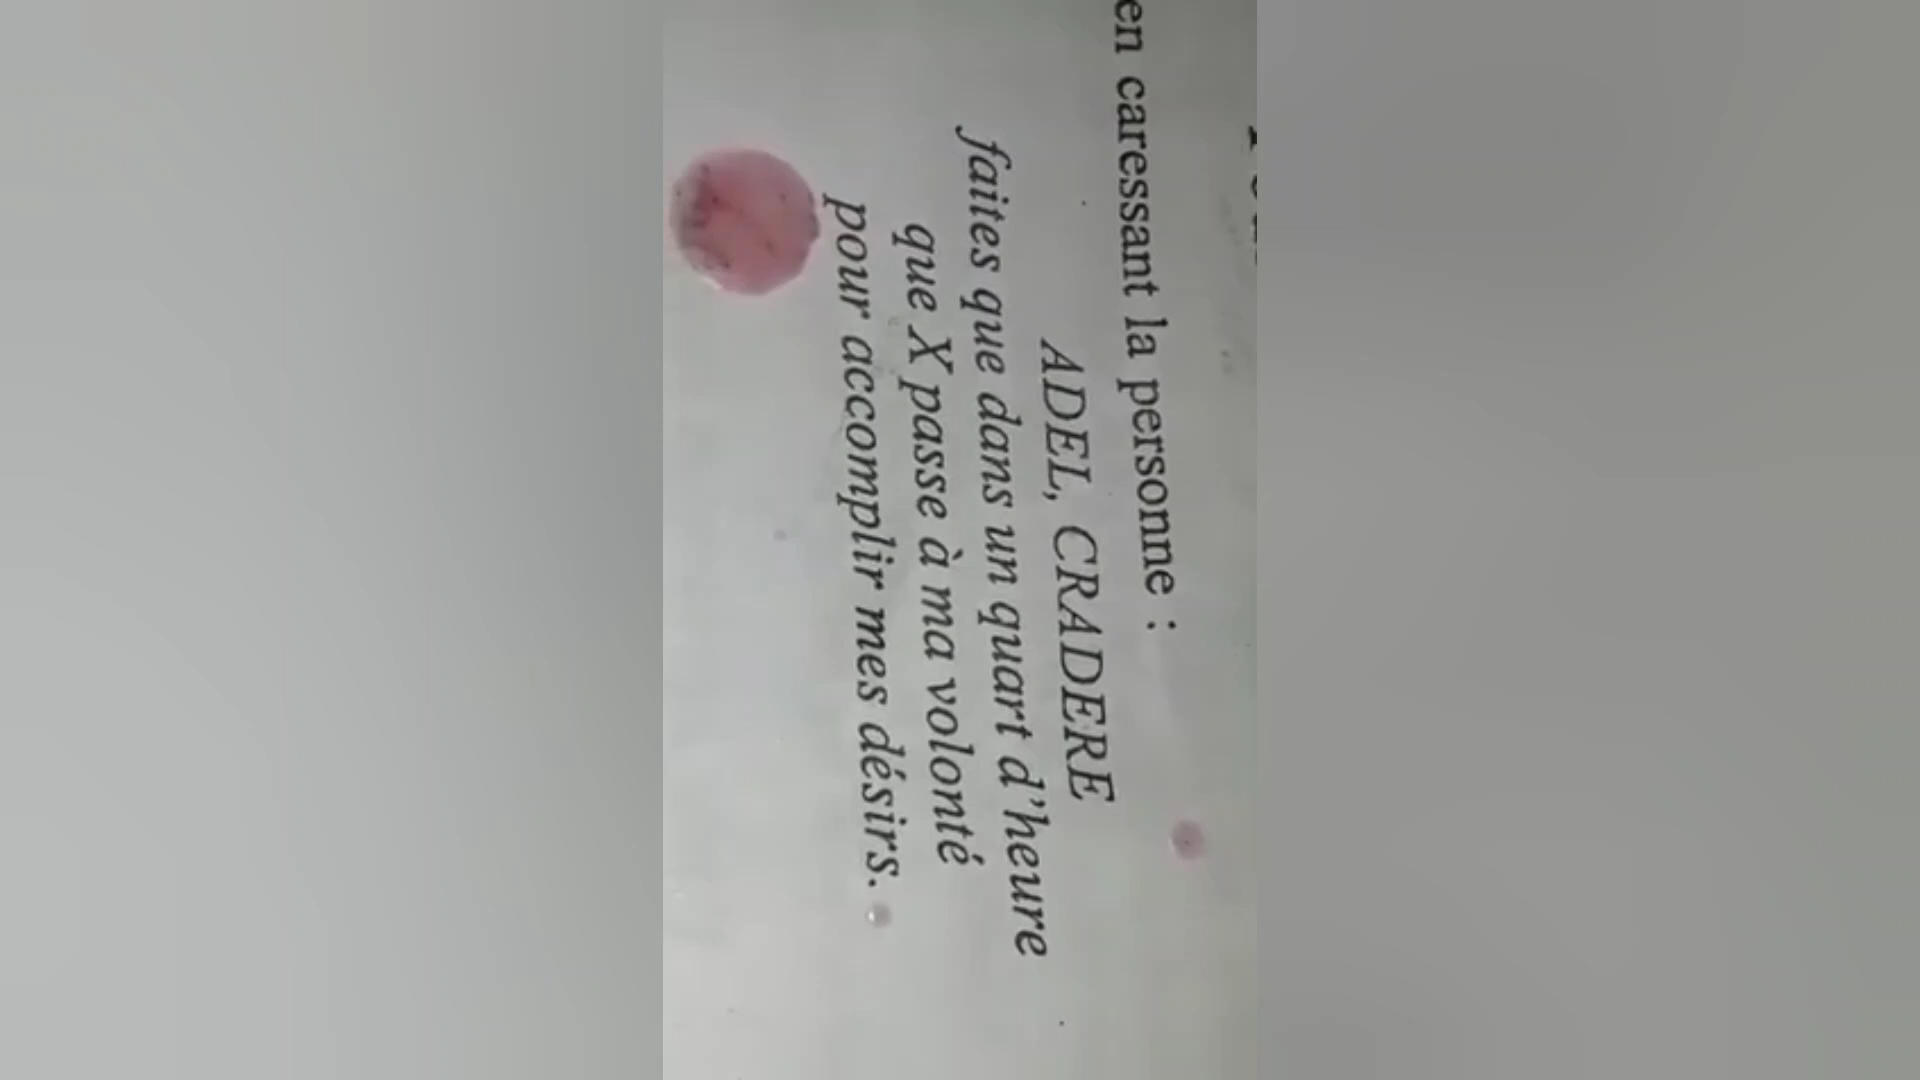 en caressant la personne :
ADEL, CRADERE
faites que dans un quart d'heure
que X passe à ma volonté
pour accomplir mes désirs.